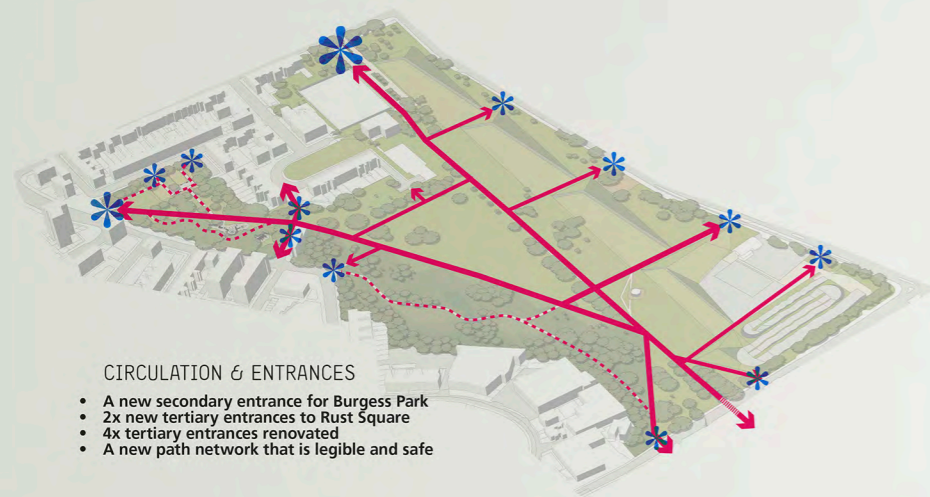 CIRCULATION & ENTRANCES
• A new secondary entrance for Burgess Park
• 2x new tertiary entrances to Rust Square
• 4x tertiary entrances renovated
• A new path network that is legible and safe